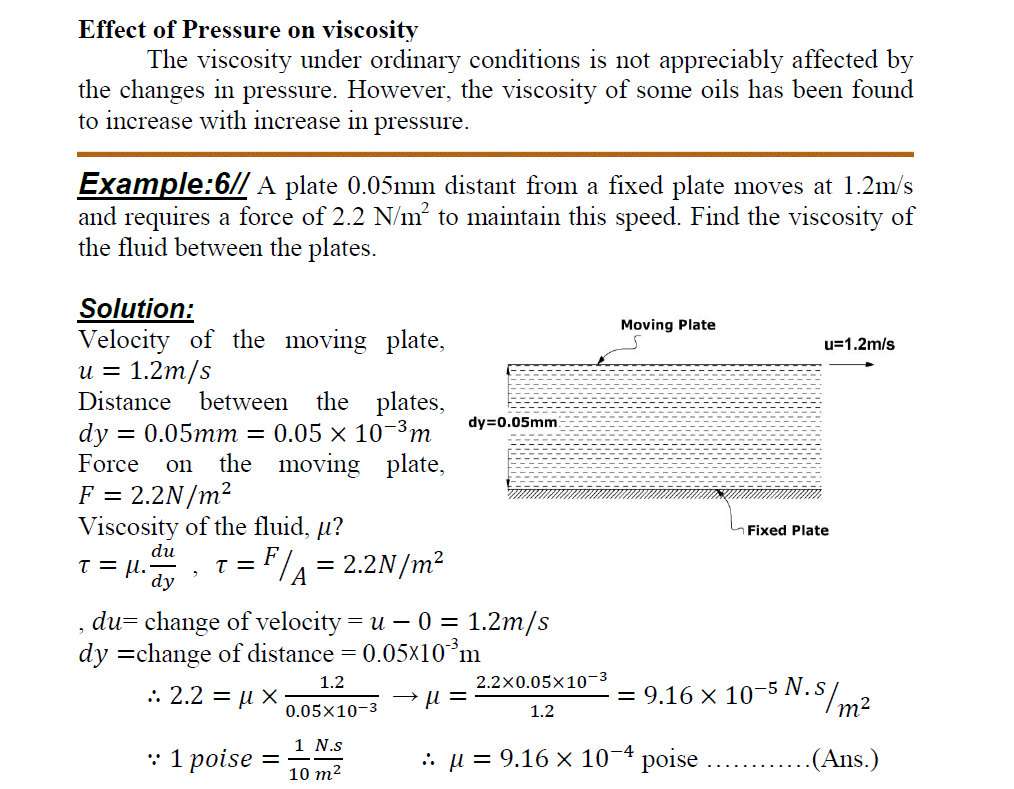 Effect of Pressure on viscosity
The viscosity under ordinary conditions is not appreciably affected by
the changes in pressure. However, the viscosity of some oils has been found
to increase with increase in pressure.
Example:6// A plate 0.05mm distant from a fixed plate moves at 1.2m/s
and requires a force of 2.2 N/m² to maintain this speed. Find the viscosity of
the fluid between the plates.
Solution:
Velocity of the moving plate,
u = 1.2m/s
Distance between the plates,
dy = 0.05mm = 0.05 × 10⁻³m
Force on the moving plate,
F = 2.2N/m²
Viscosity of the fluid, μ?
τ = μ. du/dy , τ = F/A = 2.2N/m²
Moving Plate
u=1.2m/s
dy=0.05mm
Fixed Plate
, du= change of velocity = u − 0 = 1.2m/s
dy =change of distance = 0.05×10⁻³m
∴ 2.2 = μ × 1.2/0.05×10⁻³ → μ = 2.2×0.05×10⁻³/1.2 = 9.16 × 10⁻⁵ N.s/m²
∵ 1 poise = 1/10 N.s/m² ∴ μ = 9.16 × 10⁻⁴ poise ............(Ans.)